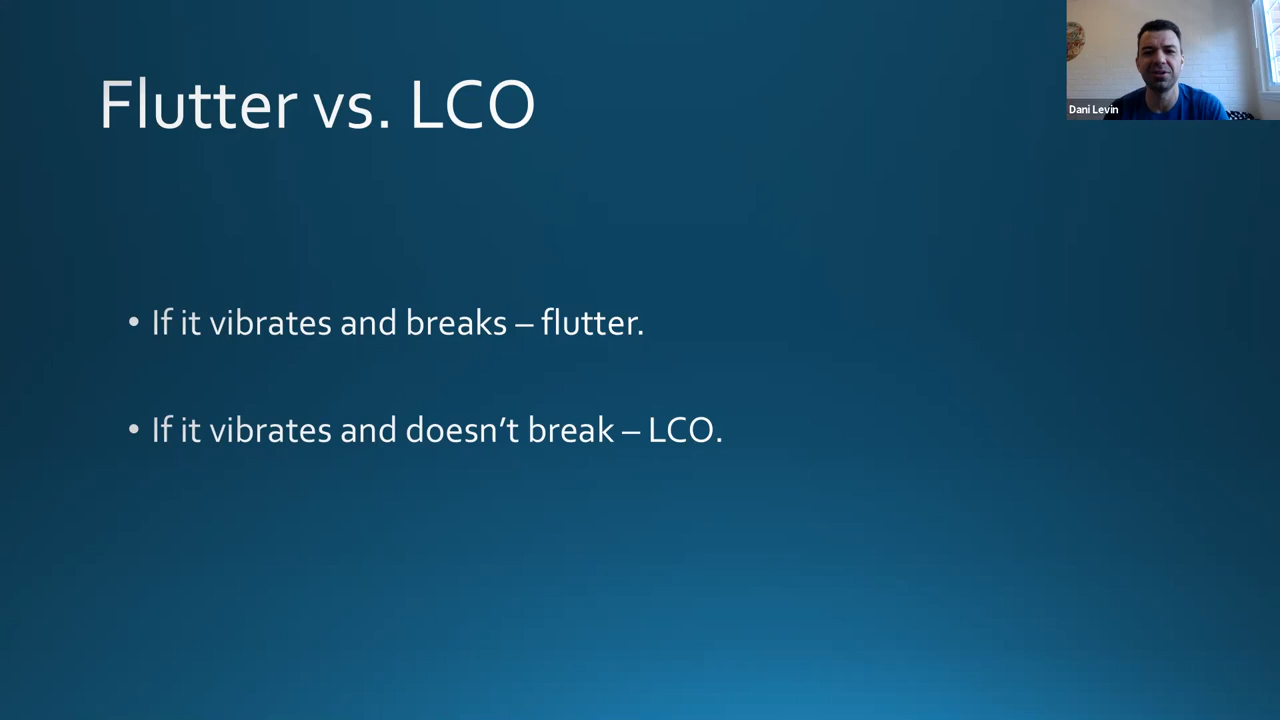 Flutter vs. LCO
Dani Levin
• If it vibrates and breaks – flutter.
• If it vibrates and doesn’t break – LCO.